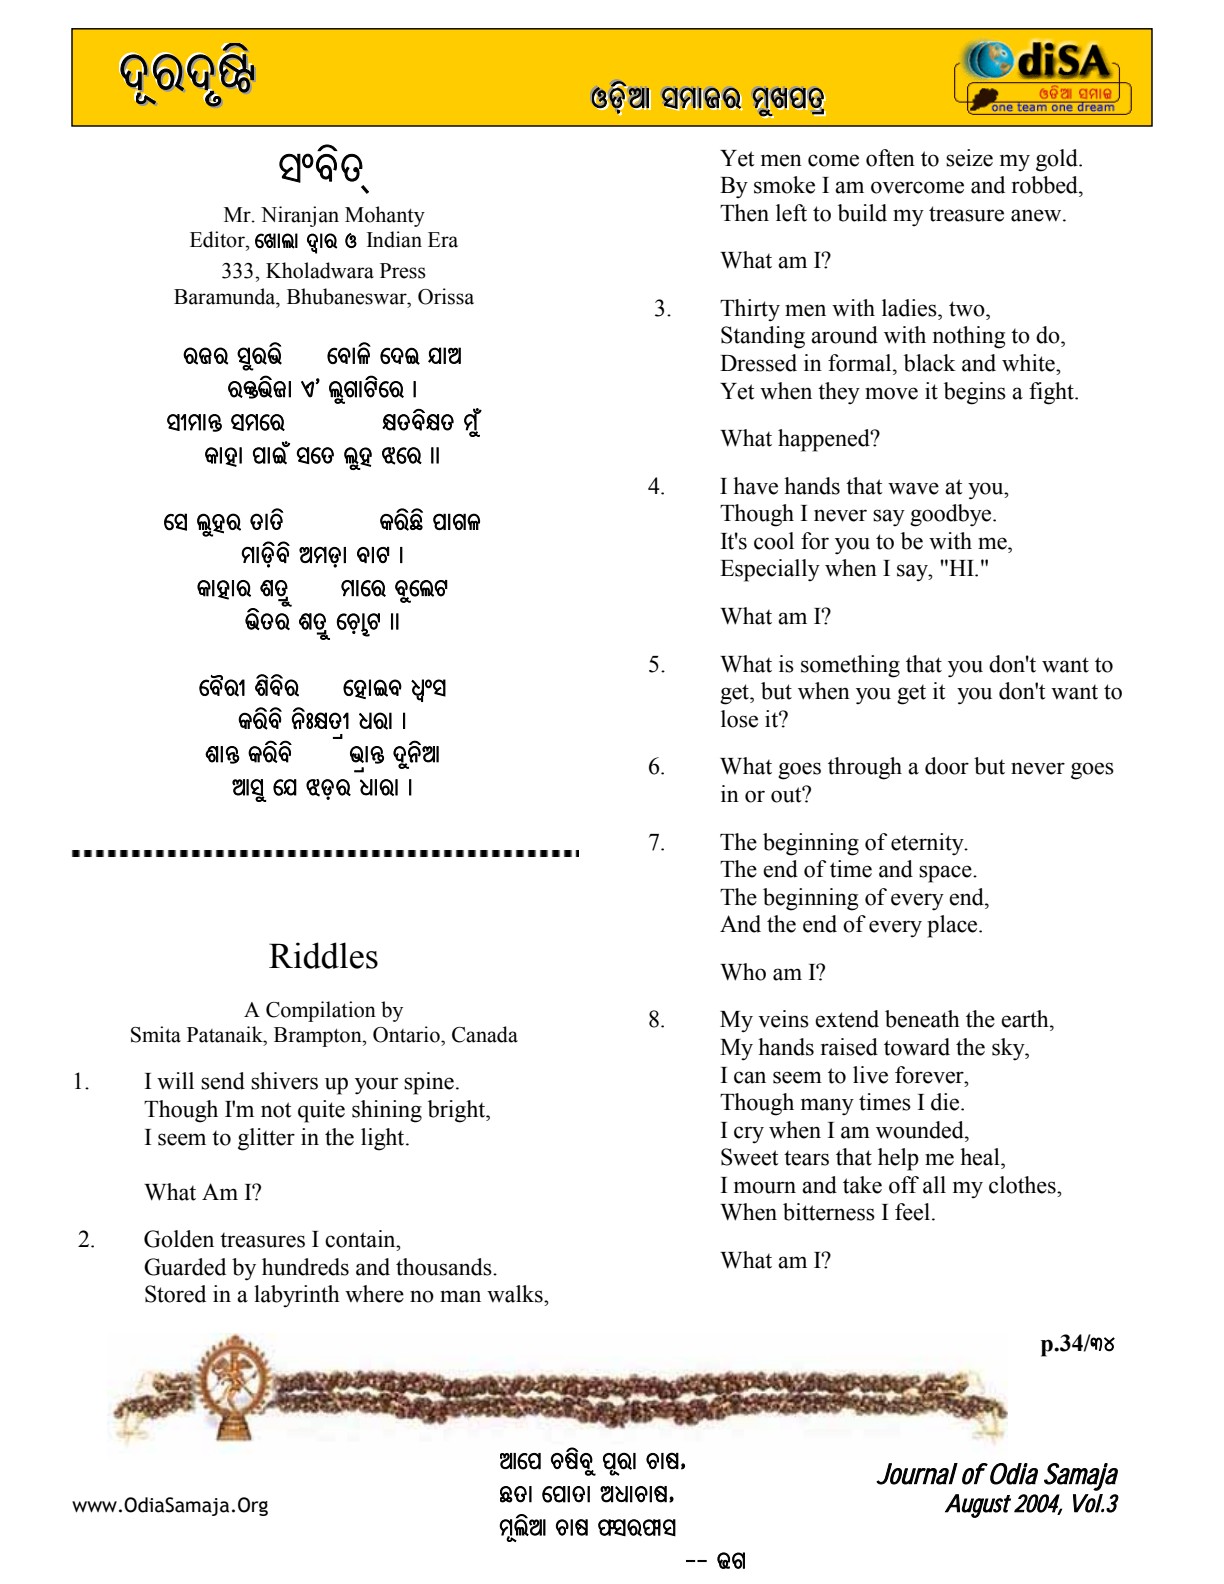 ଦୂରଦୃଷ୍ଟି
ଓଡ଼ିଆ ସମାଜର ମୁଖପତ୍ର
OdiSA
ଓଡ଼ିଆ ସମାଜ
one team one dream
ସଂବିତ୍
Mr. Niranjan Mohanty
Editor, ଖୋଲା ଦ୍ୱାର ଓ Indian Era
333, Kholadwara Press
Baramunda, Bhubaneswar, Orissa
ରଜର ସୁରଭି ବୋଳି ଦେଇ ଯାଅ
ରକ୍ତଭିଜା ଏ' ଲୁଗାଟିରେ ।
ସୀମାନ୍ତ ସମରେ କ୍ଷତବିକ୍ଷତ ମୁଁ
କାହା ପାଇଁ ସତେ ଲୁହ ଝରେ ॥
ସେ ଲୁହର ତାତି କରିଛି ପାଗଳ
ମାଡ଼ିବି ଅମଡ଼ା ବାଟ ।
କାହାର ଶତ୍ରୁ ମାରେ ବୁଲେଟ
ଭିତର ଶତ୍ରୁ ଚୋଟ ॥
ବୈରୀ ଶିବିର ହୋଇବ ଧ୍ୱଂସ
କରିବି ନିଃକ୍ଷତ୍ରୀ ଧରା ।
ଶାନ୍ତ କରିବି ଭ୍ରାନ୍ତ ଦୁନିଆ
ଆସୁ ଯେ ଝଡ଼ର ଧାରା ।
Riddles
A Compilation by
Smita Patanaik, Brampton, Ontario, Canada
1. I will send shivers up your spine.
Though I'm not quite shining bright,
I seem to glitter in the light.
What Am I?
2. Golden treasures I contain,
Guarded by hundreds and thousands.
Stored in a labyrinth where no man walks,
Yet men come often to seize my gold.
By smoke I am overcome and robbed,
Then left to build my treasure anew.
What am I?
3. Thirty men with ladies, two,
Standing around with nothing to do,
Dressed in formal, black and white,
Yet when they move it begins a fight.
What happened?
4. I have hands that wave at you,
Though I never say goodbye.
It's cool for you to be with me,
Especially when I say, "HI."
What am I?
5. What is something that you don't want to
get, but when you get it you don't want to
lose it?
6. What goes through a door but never goes
in or out?
7. The beginning of eternity.
The end of time and space.
The beginning of every end,
And the end of every place.
Who am I?
8. My veins extend beneath the earth,
My hands raised toward the sky,
I can seem to live forever,
Though many times I die.
I cry when I am wounded,
Sweet tears that help me heal,
I mourn and take off all my clothes,
When bitterness I feel.
What am I?
p.34/୩୪
www.OdiaSamaja.Org
ଆପେ ଚଷିବୁ ପୂରା ଚାଷ,
ଛତା ପୋତା ଅଧାଚାଷ,
ମୂଲିଆ ଚାଷ ଫସରଫାସ
-- ଢଗ
Journal of Odia Samaja
August 2004, Vol.3